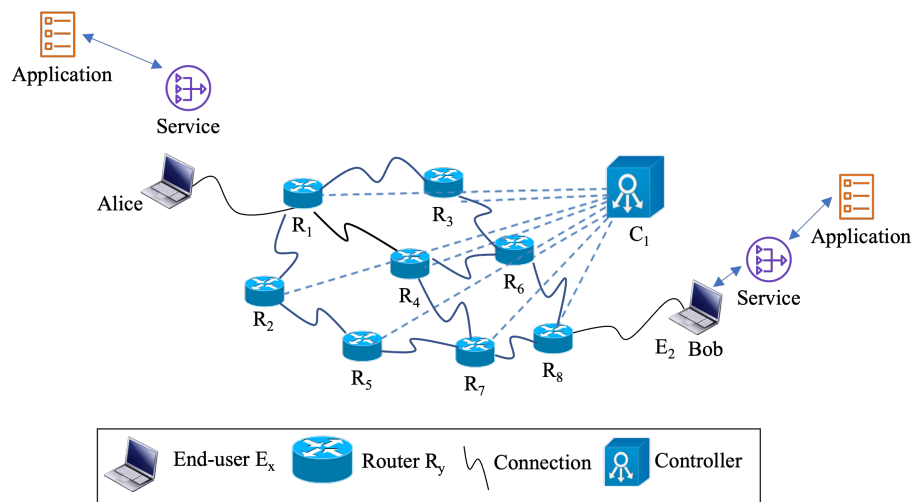 Application
Service
Alice
R1
R3
C1
Application
R4
R6
Service
R2
E2 Bob
R5
R7
R8
End-user Ex
Router Ry
Connection
Controller